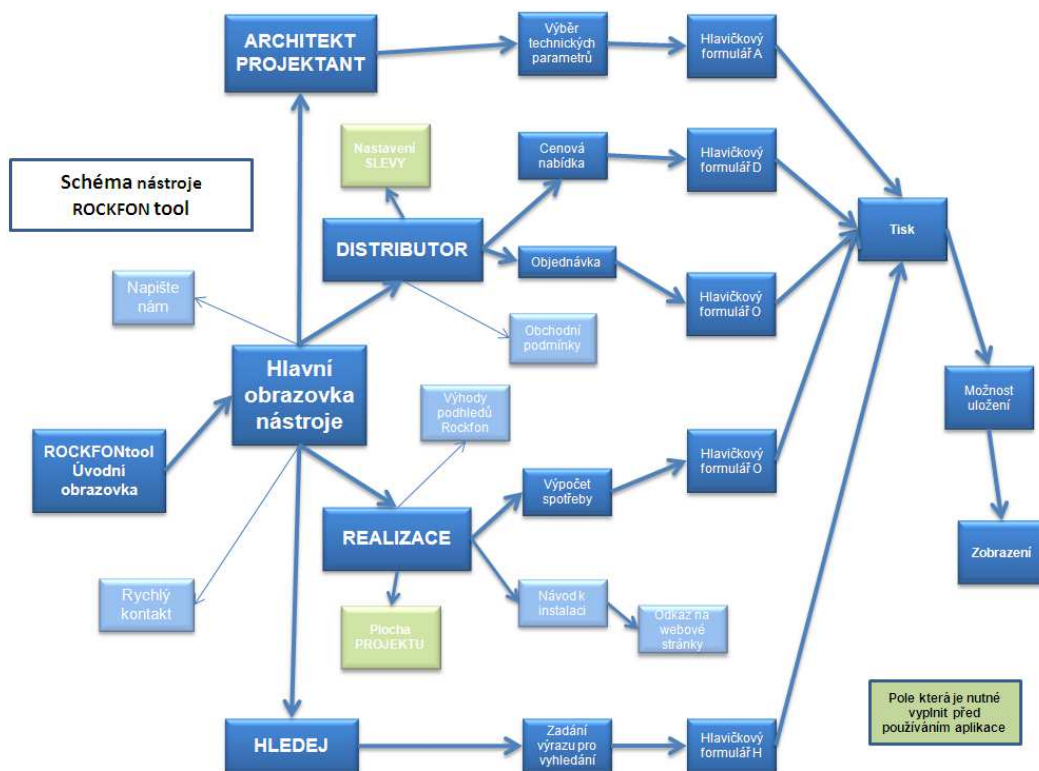 ARCHITEKT
PROJEKTANT
Výběr
technických
parametrů
Hlavičkový
formulář A
Nastavení
SLEVY
Cenová
nabídka
Hlavičkový
formulář D
Schéma nástroje
ROCKFON tool
DISTRIBUTOR
Objednávka
Tisk
Napište
nám
Hlavičkový
formulář O
Obchodní
podmínky
Hlavní
obrazovka
nástroje
Výhody
podhledů
Rockfon
Možnost
uložení
ROCKFONtool
Úvodní
obrazovka
Hlavičkový
formulář O
Výpočet
spotřeby
REALIZACE
Zobrazení
Rychlý
kontakt
Návod k
instalaci
Odkaz na
webové
stránky
Plocha
PROJEKTU
Pole která je nutné
vyplnit před
používáním aplikace
HLEDEJ
Zadání
výrazu pro
vyhledání
Hlavičkový
formulář H